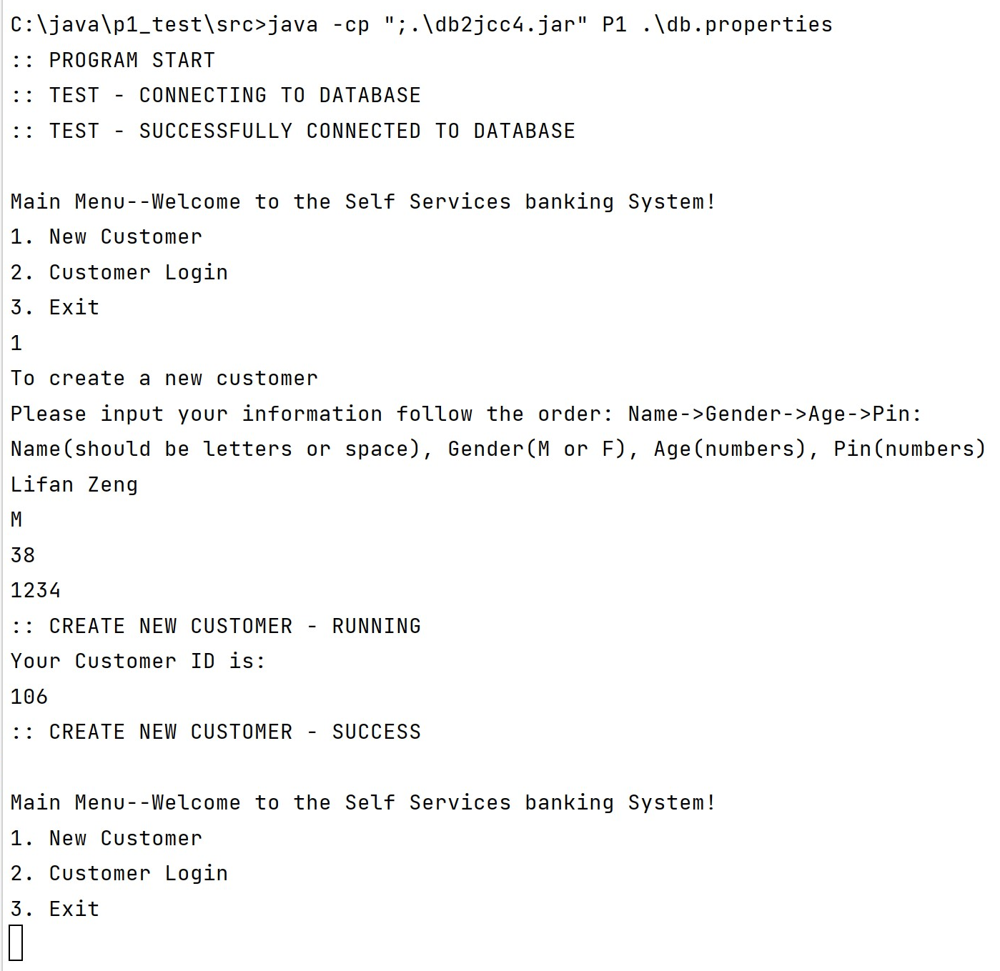 C:\java\p1_test\src>java -cp ";.\db2jcc4.jar" P1 .\db.properties
:: PROGRAM START
:: TEST - CONNECTING TO DATABASE
:: TEST - SUCCESSFULLY CONNECTED TO DATABASE
Main Menu--Welcome to the Self Services banking System!
1. New Customer
2. Customer Login
3. Exit
1
To create a new customer
Please input your information follow the order: Name->Gender->Age->Pin:
Name(should be letters or space), Gender(M or F), Age(numbers), Pin(numbers)
Lifan Zeng
M
38
1234
:: CREATE NEW CUSTOMER - RUNNING
Your Customer ID is:
106
:: CREATE NEW CUSTOMER - SUCCESS
Main Menu--Welcome to the Self Services banking System!
1. New Customer
2. Customer Login
3. Exit